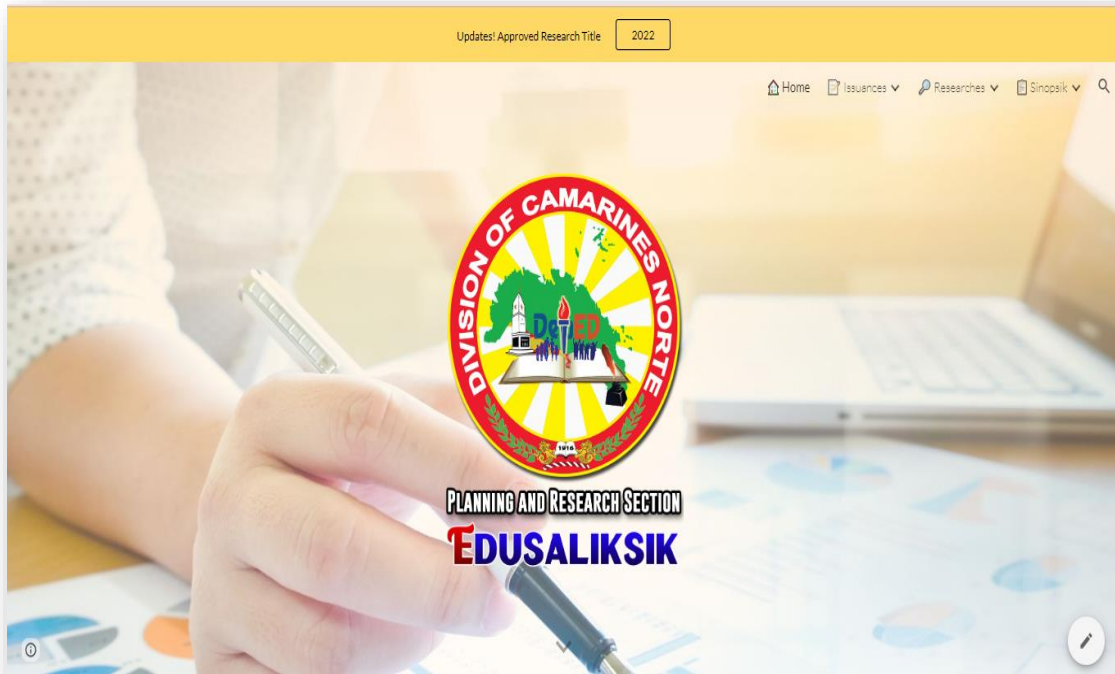 Updates! Approved Research Title 2022
Home Issuances Researches Sinopsik
DIVISION OF CAMARINES NORTE
DepED
1916
PLANNING AND RESEARCH SECTION
EDUSALIKSIK